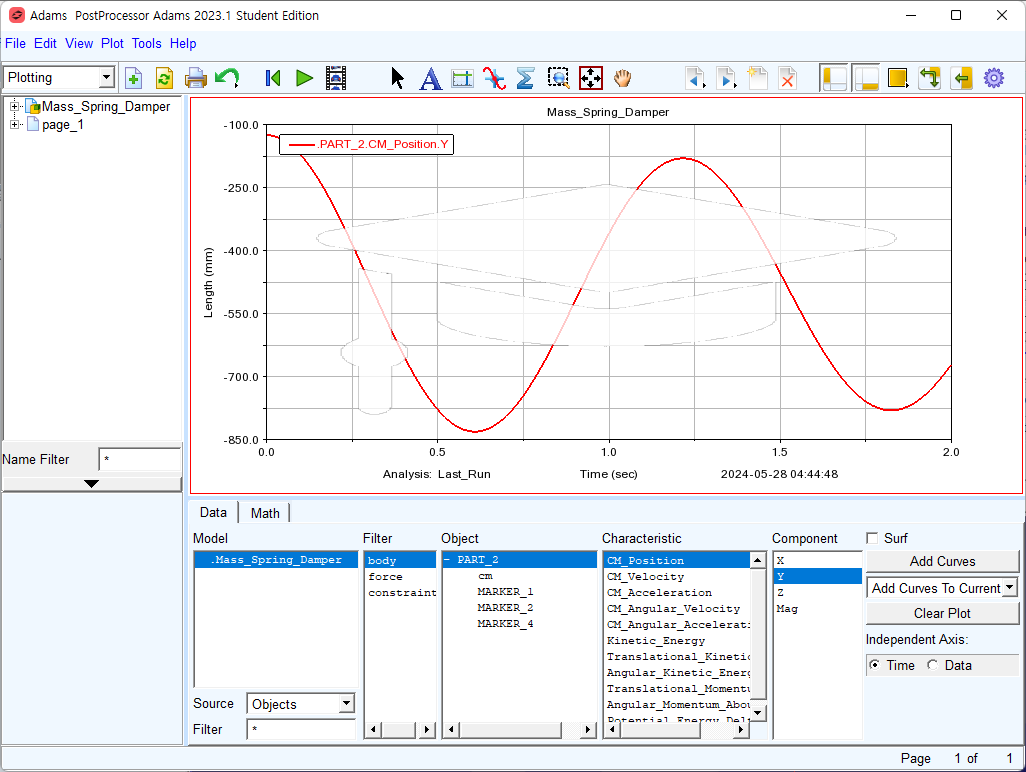 Adams PostProcessor Adams 2023.1 Student Edition
File Edit View Plot Tools Help
Plotting
Mass_Spring_Damper
page_1
Name Filter *
Mass_Spring_Damper
.PART_2.CM_Position.Y
Length (mm)
-100.0
-250.0
-400.0
-550.0
-700.0
-850.0
0.0 0.5 1.0 1.5 2.0
Analysis: Last_Run Time (sec) 2024-05-28 04:44:48
Data Math
Model
.Mass_Spring_Damper
Source Objects
Filter *
Filter
body
force
constraint
Object
- PART_2
cm
MARKER_1
MARKER_2
MARKER_4
Characteristic
CM_Position
CM_Velocity
CM_Acceleration
CM_Angular_Velocity
CM_Angular_Accelerati
Kinetic_Energy
Translational_Kinetic
Angular_Kinetic_Energ
Translational_Momentu
Angular_Momentum_Abou
Potential_Energy_Delt
Component
X
Y
Z
Mag
Surf
Add Curves
Add Curves To Current
Clear Plot
Independent Axis:
Time Data
Page 1 of 1